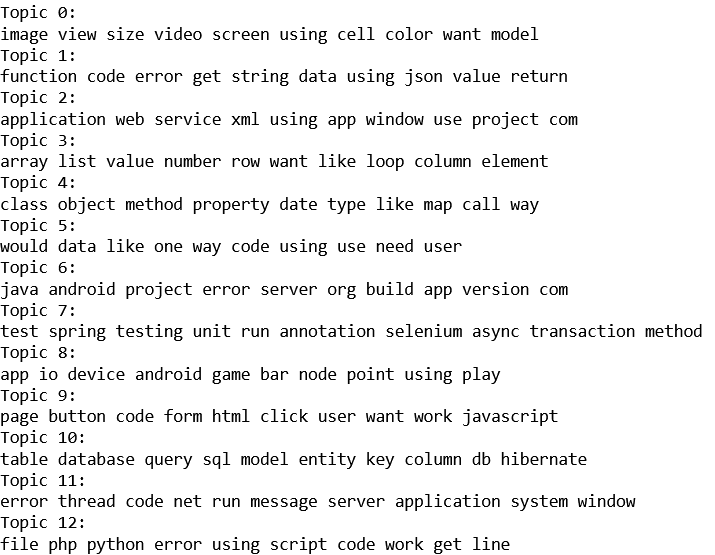 Topic 0:
image view size video screen using cell color want model
Topic 1:
function code error get string data using json value return
Topic 2:
application web service xml using app window use project com
Topic 3:
array list value number row want like loop column element
Topic 4:
class object method property date type like map call way
Topic 5:
would data like one way code using use need user
Topic 6:
java android project error server org build app version com
Topic 7:
test spring testing unit run annotation selenium async transaction method
Topic 8:
app io device android game bar node point using play
Topic 9:
page button code form html click user want work javascript
Topic 10:
table database query sql model entity key column db hibernate
Topic 11:
error thread code net run message server application system window
Topic 12:
file php python error using script code work get line